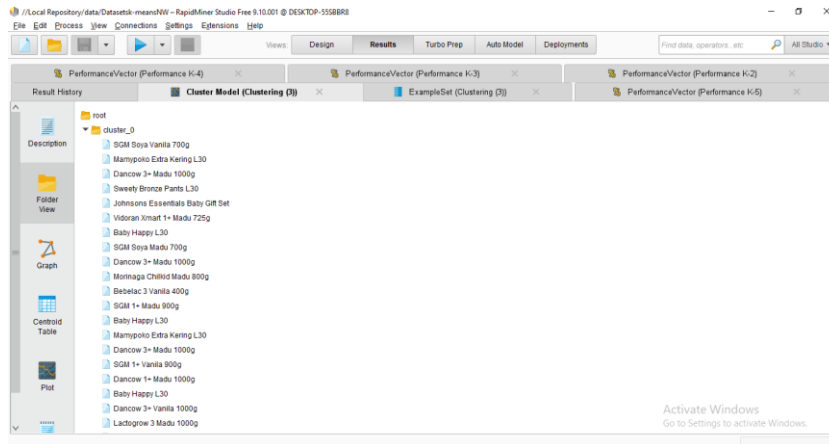 //Local Repository/data/Datasetsk-meansNW – RapidMiner Studio Free 9.10.001 @ DESKTOP-55SBBR8
File Edit Process View Connections Settings Extensions Help
Views: Design Results Turbo Prep Auto Model Deployments Find data, operators...etc All Studio
PerformanceVector (Performance K-4) PerformanceVector (Performance K-3) PerformanceVector (Performance K-2)
Result History Cluster Model (Clustering (3)) ExampleSet (Clustering (3)) PerformanceVector (Performance K-5)
Description
Folder View
Graph
Centroid Table
Plot
root
cluster_0
SGM Soya Vanila 700g
Mamypoko Extra Kering L30
Dancow 3+ Madu 1000g
Sweety Bronze Pants L30
Johnsons Essentials Baby Gift Set
Vidoran Xmart 1+ Madu 725g
Baby Happy L30
SGM Soya Madu 700g
Dancow 3+ Madu 1000g
Morinaga Chilkid Madu 800g
Bebelac 3 Vanila 400g
SGM 1+ Madu 900g
Baby Happy L30
Mamypoko Extra Kering L30
Dancow 3+ Madu 1000g
SGM 1+ Vanila 900g
Dancow 1+ Madu 1000g
Baby Happy L30
Dancow 3+ Vanila 1000g
Lactogrow 3 Madu 1000g
Activate Windows
Go to Settings to activate Windows.